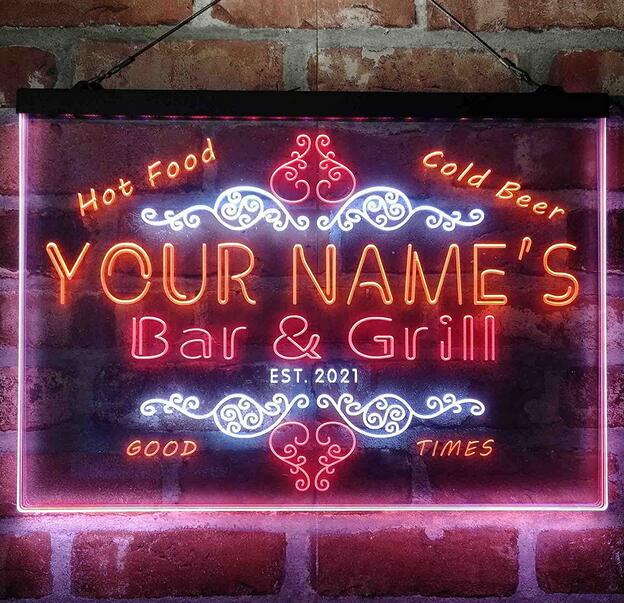 Hot Food
Cold Beer
YOUR NAME'S
Bar & Grill
EST. 2021
GOOD TIMES